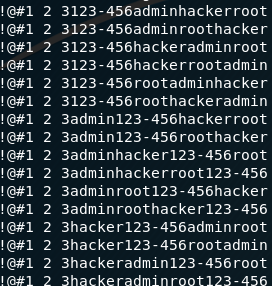 !@#1 2 3123-456adminhackerroot
!@#1 2 3123-456adminroothacker
!@#1 2 3123-456hackeradminroot
!@#1 2 3123-456hackerrootadmin
!@#1 2 3123-456rootadminhacker
!@#1 2 3123-456roothackeradmin
!@#1 2 3admin123-456hackerroot
!@#1 2 3admin123-456roothacker
!@#1 2 3adminhacker123-456root
!@#1 2 3adminhackerroot123-456
!@#1 2 3adminroot123-456hacker
!@#1 2 3adminroothacker123-456
!@#1 2 3hacker123-456adminroot
!@#1 2 3hacker123-456rootadmin
!@#1 2 3hackeradmin123-456root
!@#1 2 3hackeradminroot123-456